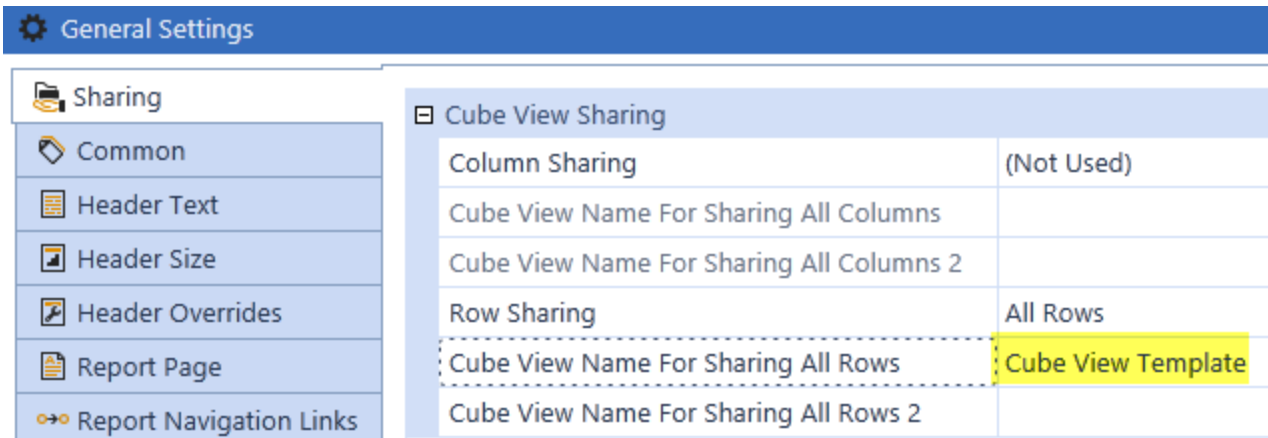 General Settings
Sharing
Common
Header Text
Header Size
Header Overrides
Report Page
Report Navigation Links
Cube View Sharing
Column Sharing (Not Used)
Cube View Name For Sharing All Columns
Cube View Name For Sharing All Columns 2
Row Sharing All Rows
Cube View Name For Sharing All Rows Cube View Template
Cube View Name For Sharing All Rows 2